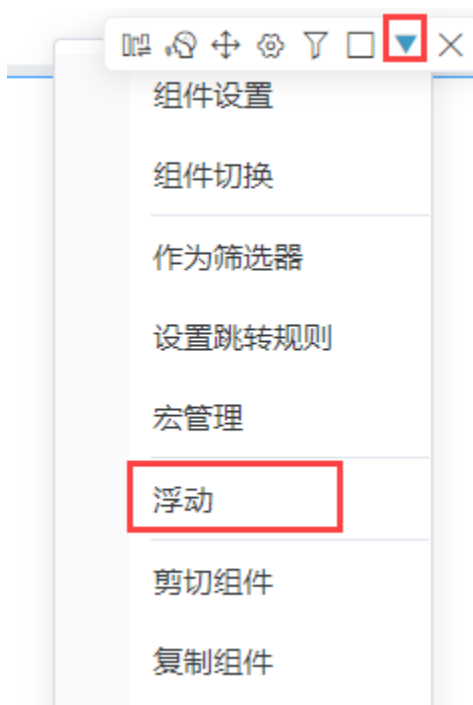 组件设置
组件切换
作为筛选器
设置跳转规则
宏管理
浮动
剪切组件
复制组件